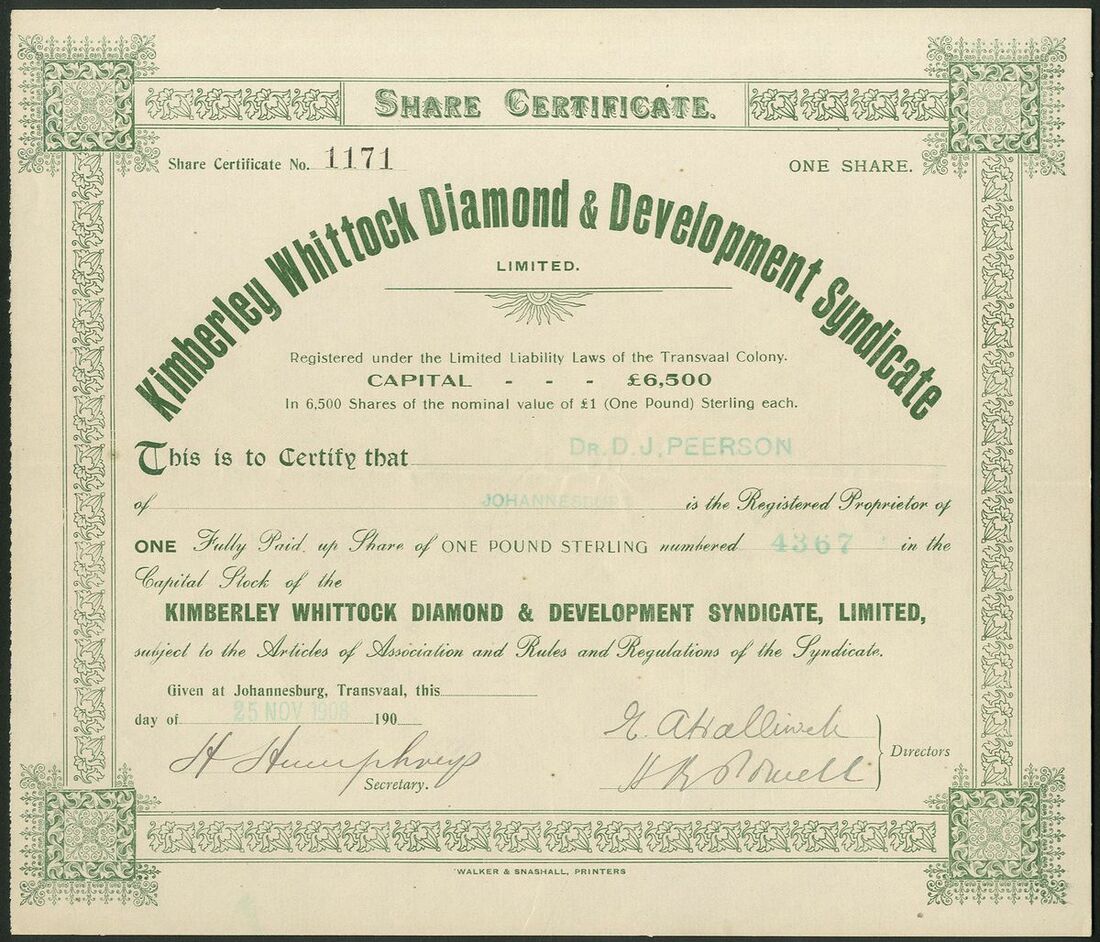 SHARE CERTIFICATE.
Share Certificate No. 1171
ONE SHARE.
Kimberley Whittock Diamond & Development Syndicate
LIMITED.
Registered under the Limited Liability Laws of the Transvaal Colony.
CAPITAL - - - £6,500
In 6,500 Shares of the nominal value of £1 (One Pound) Sterling each.
This is to Certify that DR. D. J. PEERSON
of JOHANNESBURG is the Registered Proprietor of
ONE Fully Paid up Share of ONE POUND STERLING numbered 4367 in the
Capital Stock of the
KIMBERLEY WHITTOCK DIAMOND & DEVELOPMENT SYNDICATE, LIMITED,
subject to the Articles of Association and Rules and Regulations of the Syndicate.
Given at Johannesburg, Transvaal, this
day of 25 NOV 1908 190
H Humphreys
Secretary.
H R Powell
Directors
WALKER & SNASHALL, PRINTERS